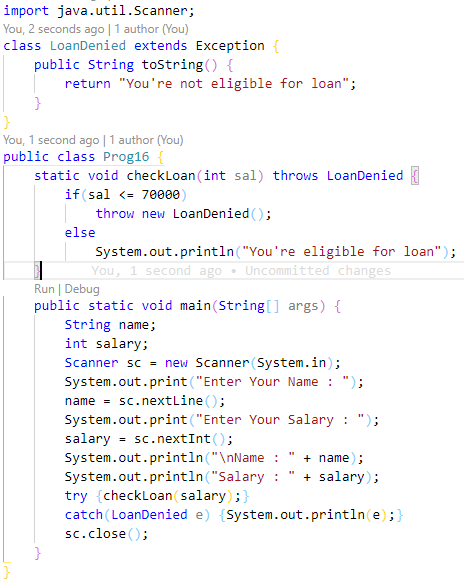 import java.util.Scanner;
You, 2 seconds ago | 1 author (You)
class LoanDenied extends Exception {
    public String toString() {
        return "You're not eligible for loan";
    }
}
You, 1 second ago | 1 author (You)
public class Prog16 {
    static void checkLoan(int sal) throws LoanDenied {
        if(sal <= 70000)
            throw new LoanDenied();
        else
            System.out.println("You're eligible for loan");
    } You, 1 second ago • Uncommitted changes
    Run | Debug
    public static void main(String[] args) {
        String name;
        int salary;
        Scanner sc = new Scanner(System.in);
        System.out.print("Enter Your Name : ");
        name = sc.nextLine();
        System.out.print("Enter Your Salary : ");
        salary = sc.nextInt();
        System.out.println("\nName : " + name);
        System.out.println("Salary : " + salary);
        try {checkLoan(salary);}
        catch(LoanDenied e) {System.out.println(e);}
        sc.close();
    }
}